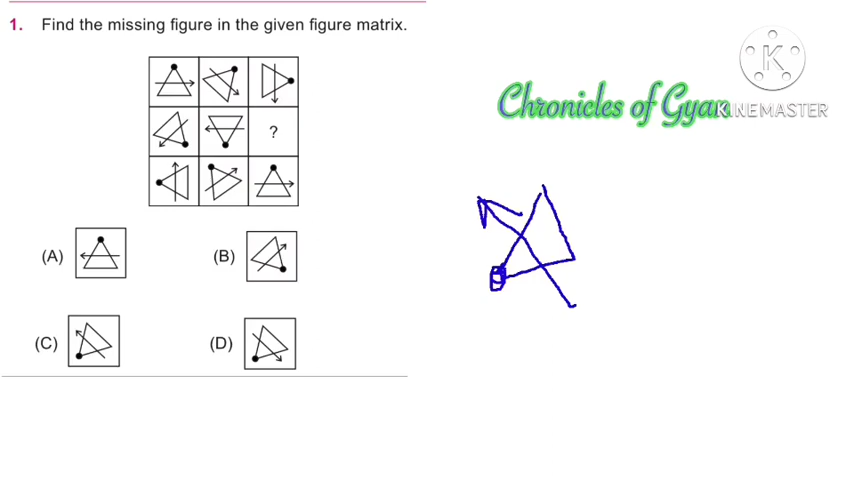 1. Find the missing figure in the given figure matrix.
K
Chronicles of Gyan
KINEMASTER
?
(A)
(B)
(C)
(D)